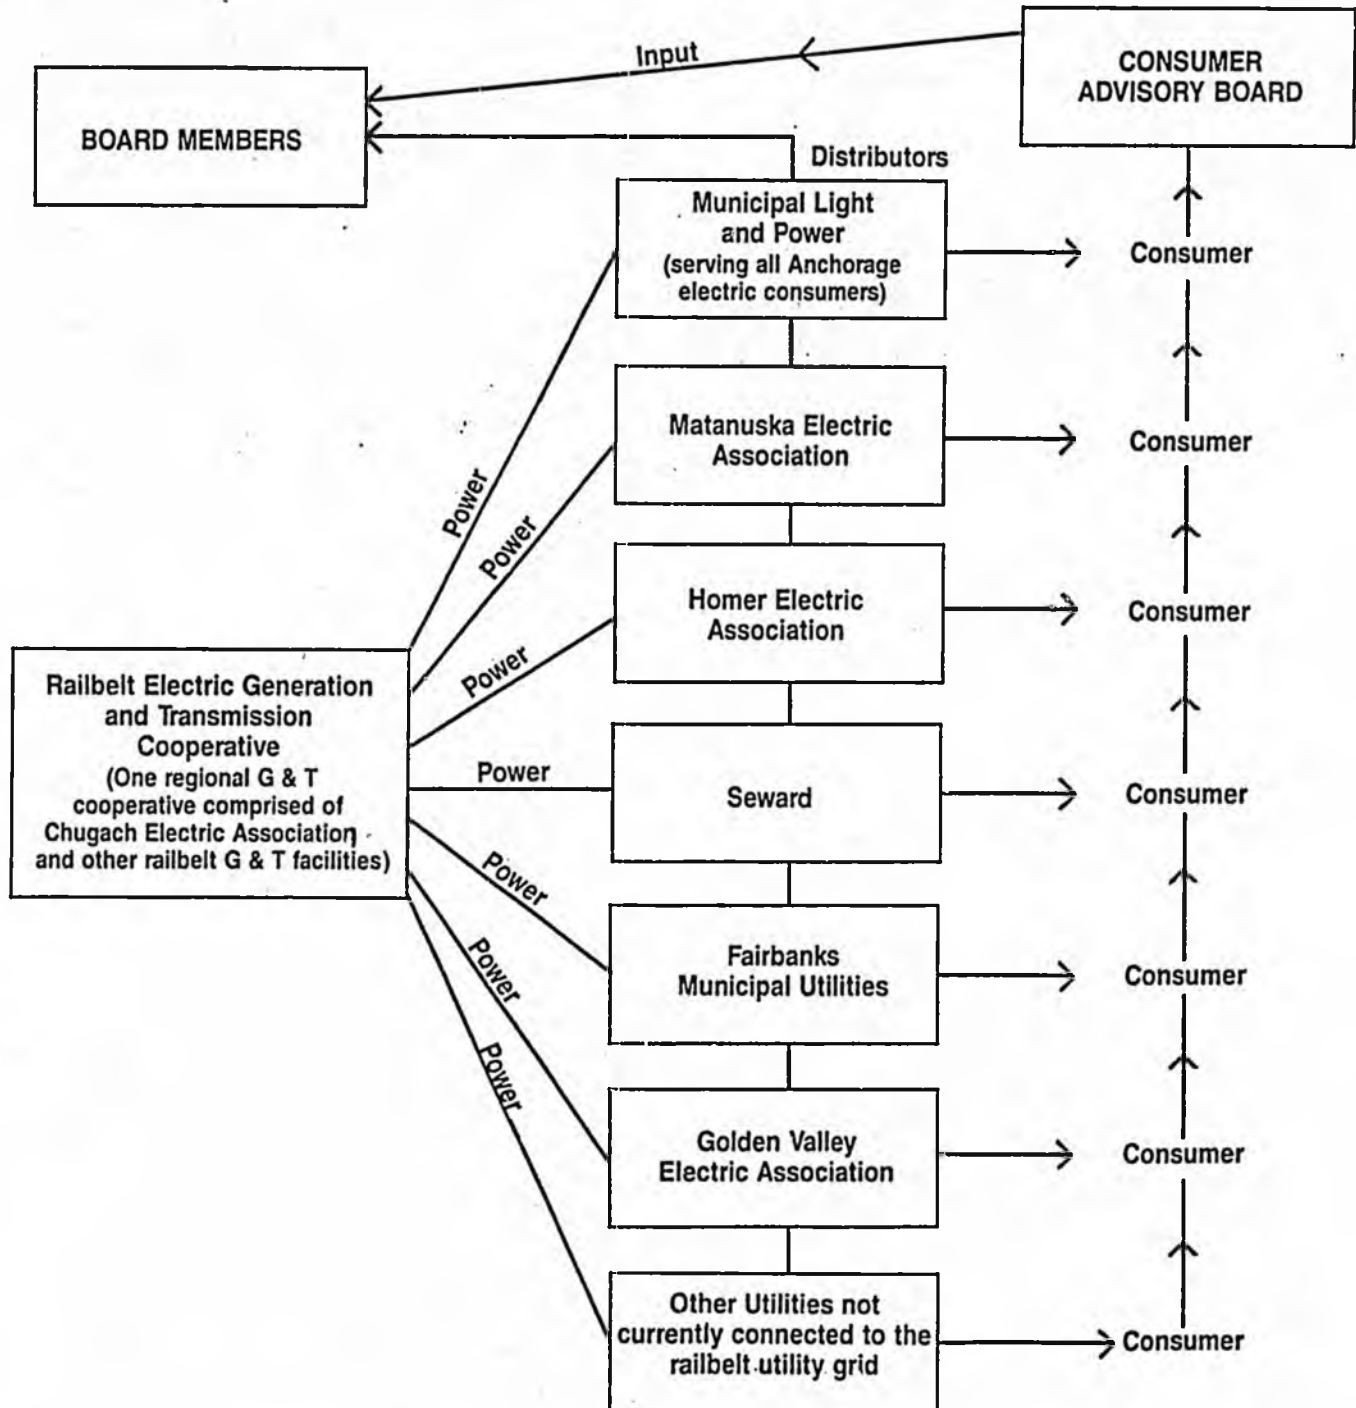 Input
CONSUMER
ADVISORY BOARD
BOARD MEMBERS
Distributors
Municipal Light
and Power
(serving all Anchorage
electric consumers)
Consumer
Matanuska Electric
Association
Consumer
Power
Power
Homer Electric
Association
Consumer
Power
Railbelt Electric Generation
and Transmission
Cooperative
(One regional G & T
cooperative comprised of
Chugach Electric Association
and other railbelt G & T facilities)
Power
Seward
Consumer
Power
Fairbanks
Municipal Utilities
Consumer
Power
Power
Golden Valley
Electric Association
Consumer
Other Utilities not
currently connected to the
railbelt utility grid
Consumer